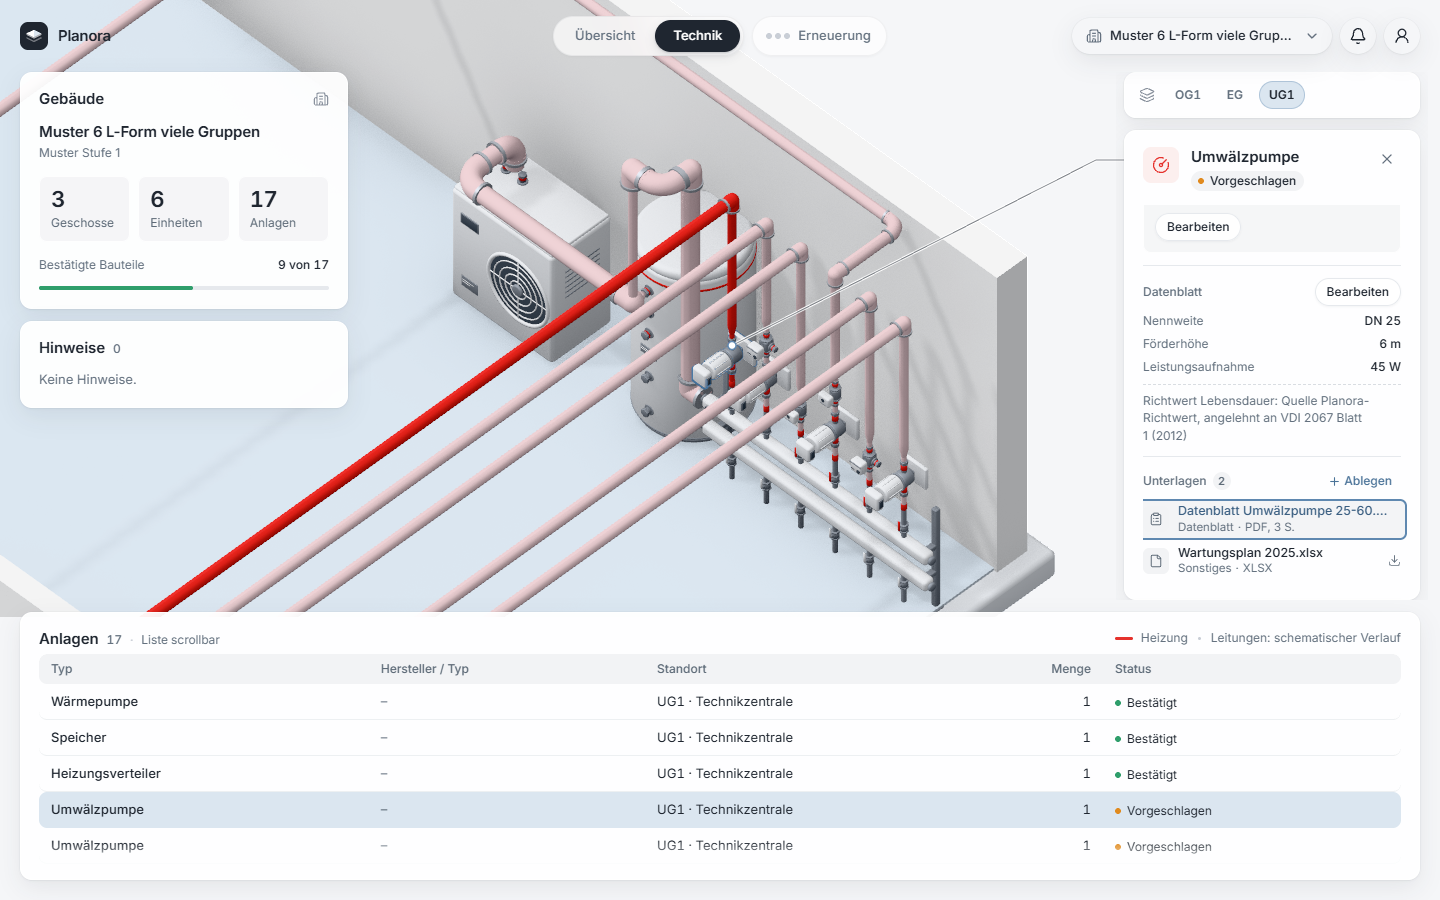 Planora
Übersicht
Technik
Erneuerung
Muster 6 L-Form viele Grup...
Gebäude
Muster 6 L-Form viele Gruppen
Muster Stufe 1
3
Geschosse
6
Einheiten
17
Anlagen
Bestätigte Bauteile
9 von 17
Hinweise 0
Keine Hinweise.
OG1
EG
UG1
Umwälzpumpe
Vorgeschlagen
Bearbeiten
Datenblatt
Bearbeiten
Nennweite
DN 25
Förderhöhe
6 m
Leistungsaufnahme
45 W
Richtwert Lebensdauer: Quelle Planora-
Richtwert, angelehnt an VDI 2067 Blatt
1 (2012)
Unterlagen 2
+ Ablegen
Datenblatt Umwälzpumpe 25-60....
Datenblatt · PDF, 3 S.
Wartungsplan 2025.xlsx
Sonstiges · XLSX
Anlagen 17 · Liste scrollbar
Heizung · Leitungen: schematischer Verlauf
Typ Hersteller / Typ Standort Menge Status
Wärmepumpe – UG1 · Technikzentrale 1 Bestätigt
Speicher – UG1 · Technikzentrale 1 Bestätigt
Heizungsverteiler – UG1 · Technikzentrale 1 Bestätigt
Umwälzpumpe – UG1 · Technikzentrale 1 Vorgeschlagen
Umwälzpumpe – UG1 · Technikzentrale 1 Vorgeschlagen